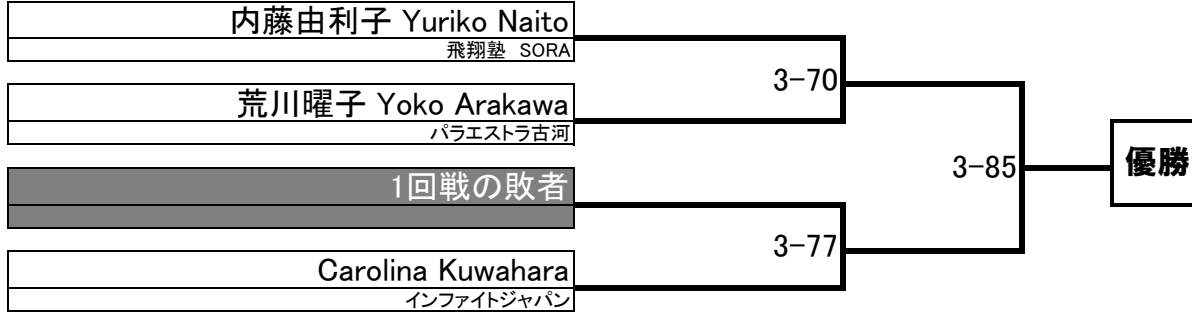 内藤由利子 Yuriko Naito
飛翔塾　SORA
3-70
荒川曜子 Yoko Arakawa
パラエストラ古河
3-85
優勝
1回戦の敗者
3-77
Carolina Kuwahara
インファイトジャパン